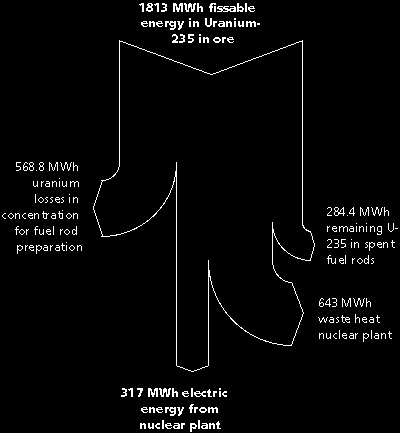 1813 MWh fissable
energy in Uranium-
235 in ore
568.8 MWh
uranium
losses in
concentration
for fuel rod
preparation
284.4 MWh
remaining U-
235 in spent
fuel rods
643 MWh
waste heat
nuclear plant
317 MWh electric
energy from
nuclear plant